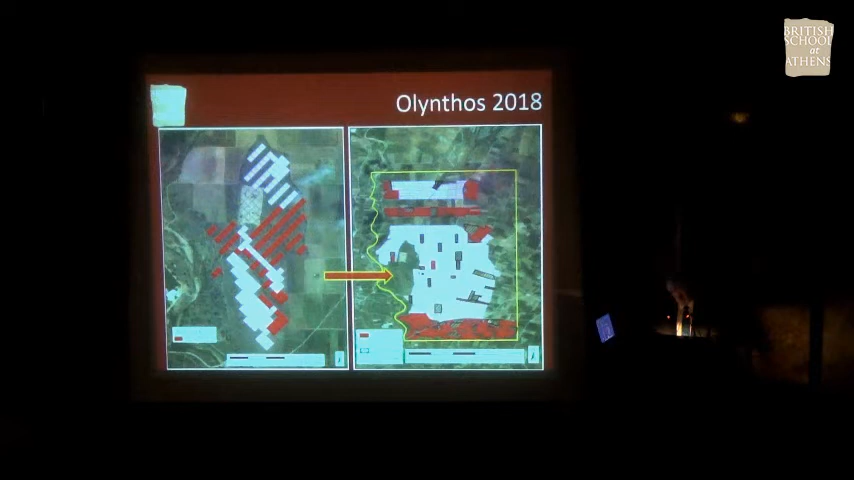 BRITISH
SCHOOL
at
ATHENS
Olynthos 2018